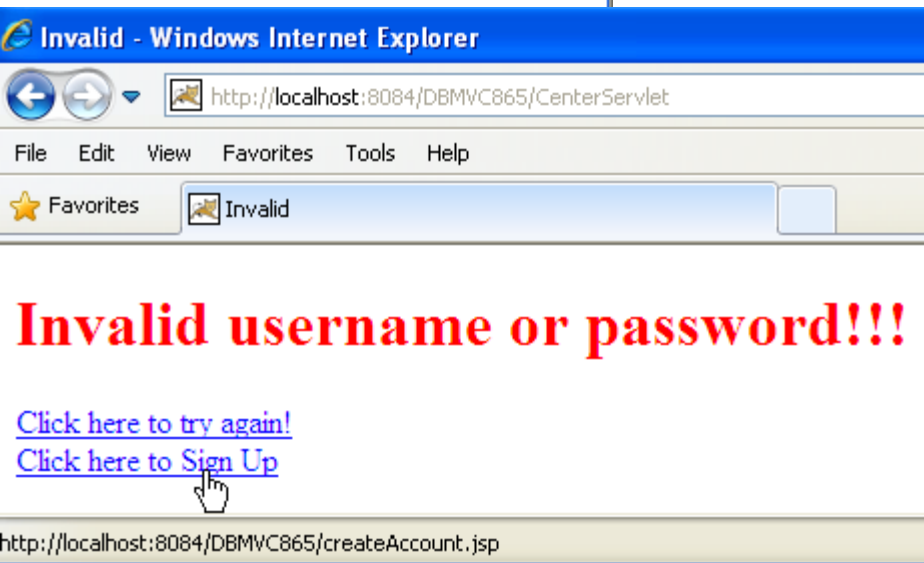 Invalid - Windows Internet Explorer
http://localhost:8084/DBMVC865/CenterServlet
File Edit View Favorites Tools Help
Favorites Invalid
Invalid username or password!!!
Click here to try again!
Click here to Sign Up
http://localhost:8084/DBMVC865/createAccount.jsp